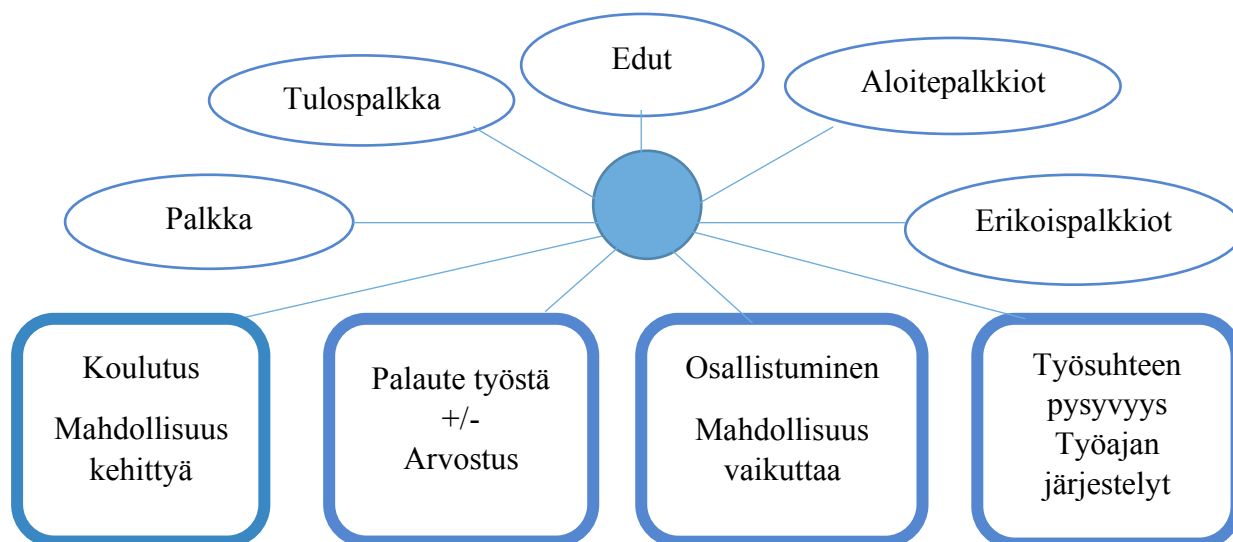 Edut
Aloitepalkkiot
Tulospalkka
Palkka
Erikoispalkkiot
Koulutus
Mahdollisuus
kehittyä
Palaute työstä
+/-
Arvostus
Osallistuminen
Mahdollisuus
vaikuttaa
Työsuhteen
pysyvyys
Työajan
järjestelyt